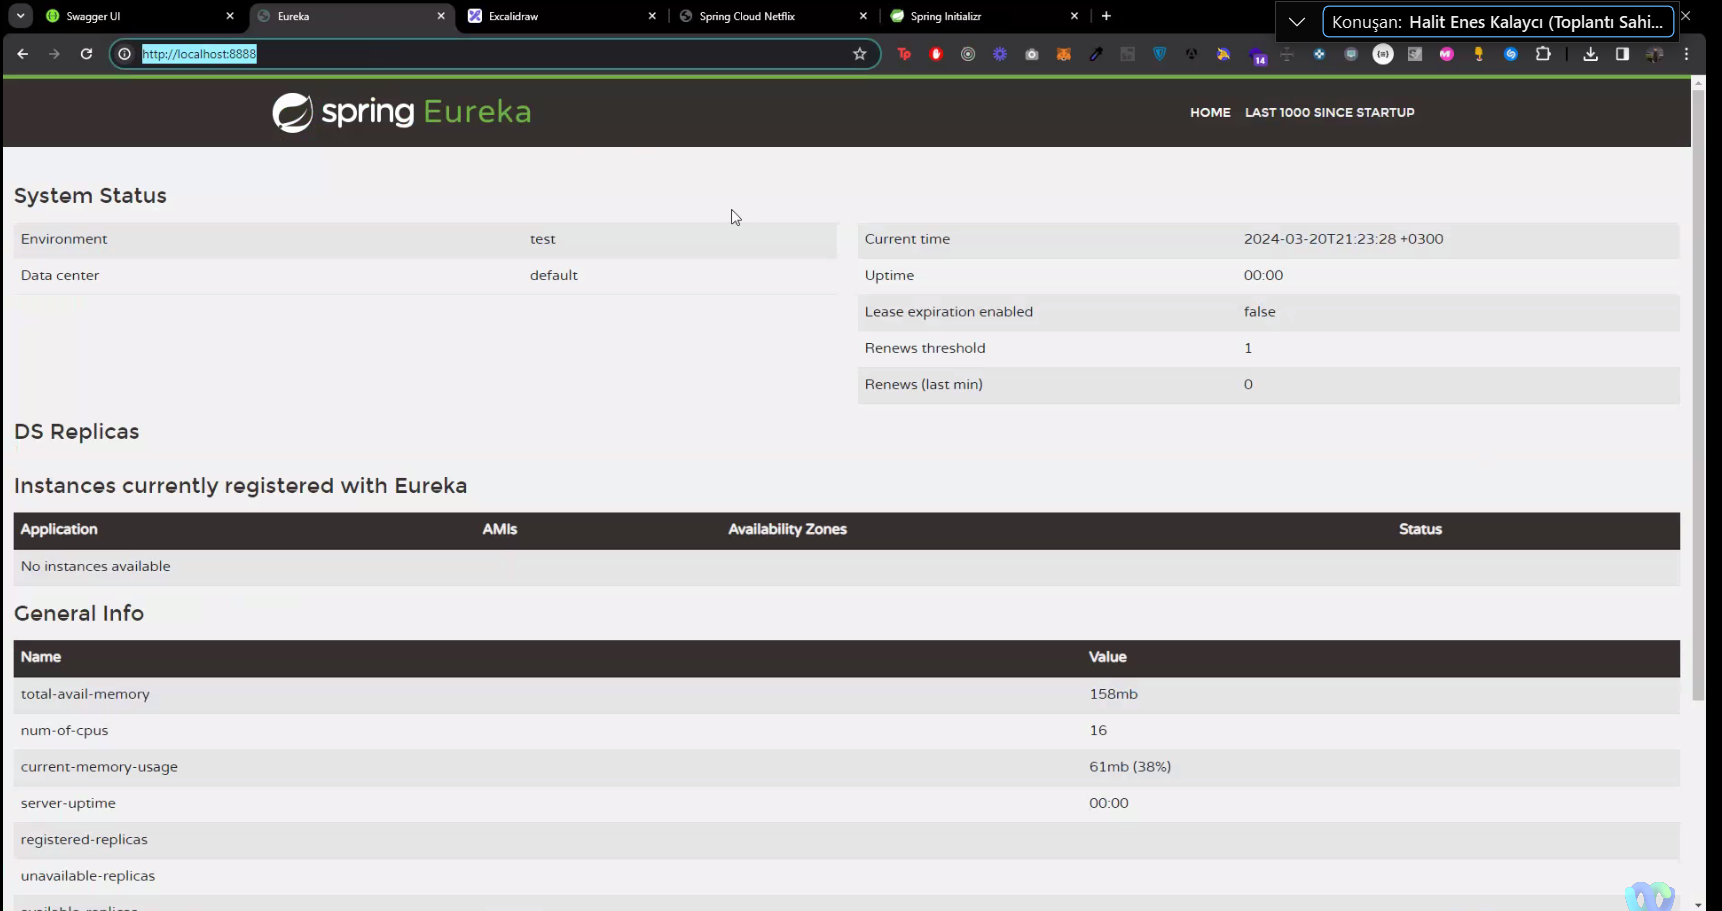 Swagger UI
Eureka
Excalidraw
Spring Cloud Netflix
Spring Initializr
Konuşan: Halit Enes Kalaycı (Toplantı Sahi...
http://localhost:8888
14
spring Eureka
HOME LAST 1000 SINCE STARTUP
System Status
Environment test
Data center default
Current time 2024-03-20T21:23:28 +0300
Uptime 00:00
Lease expiration enabled false
Renews threshold 1
Renews (last min) 0
DS Replicas
Instances currently registered with Eureka
Application AMIs Availability Zones Status
No instances available
General Info
Name Value
total-avail-memory 158mb
num-of-cpus 16
current-memory-usage 61mb (38%)
server-uptime 00:00
registered-replicas
unavailable-replicas